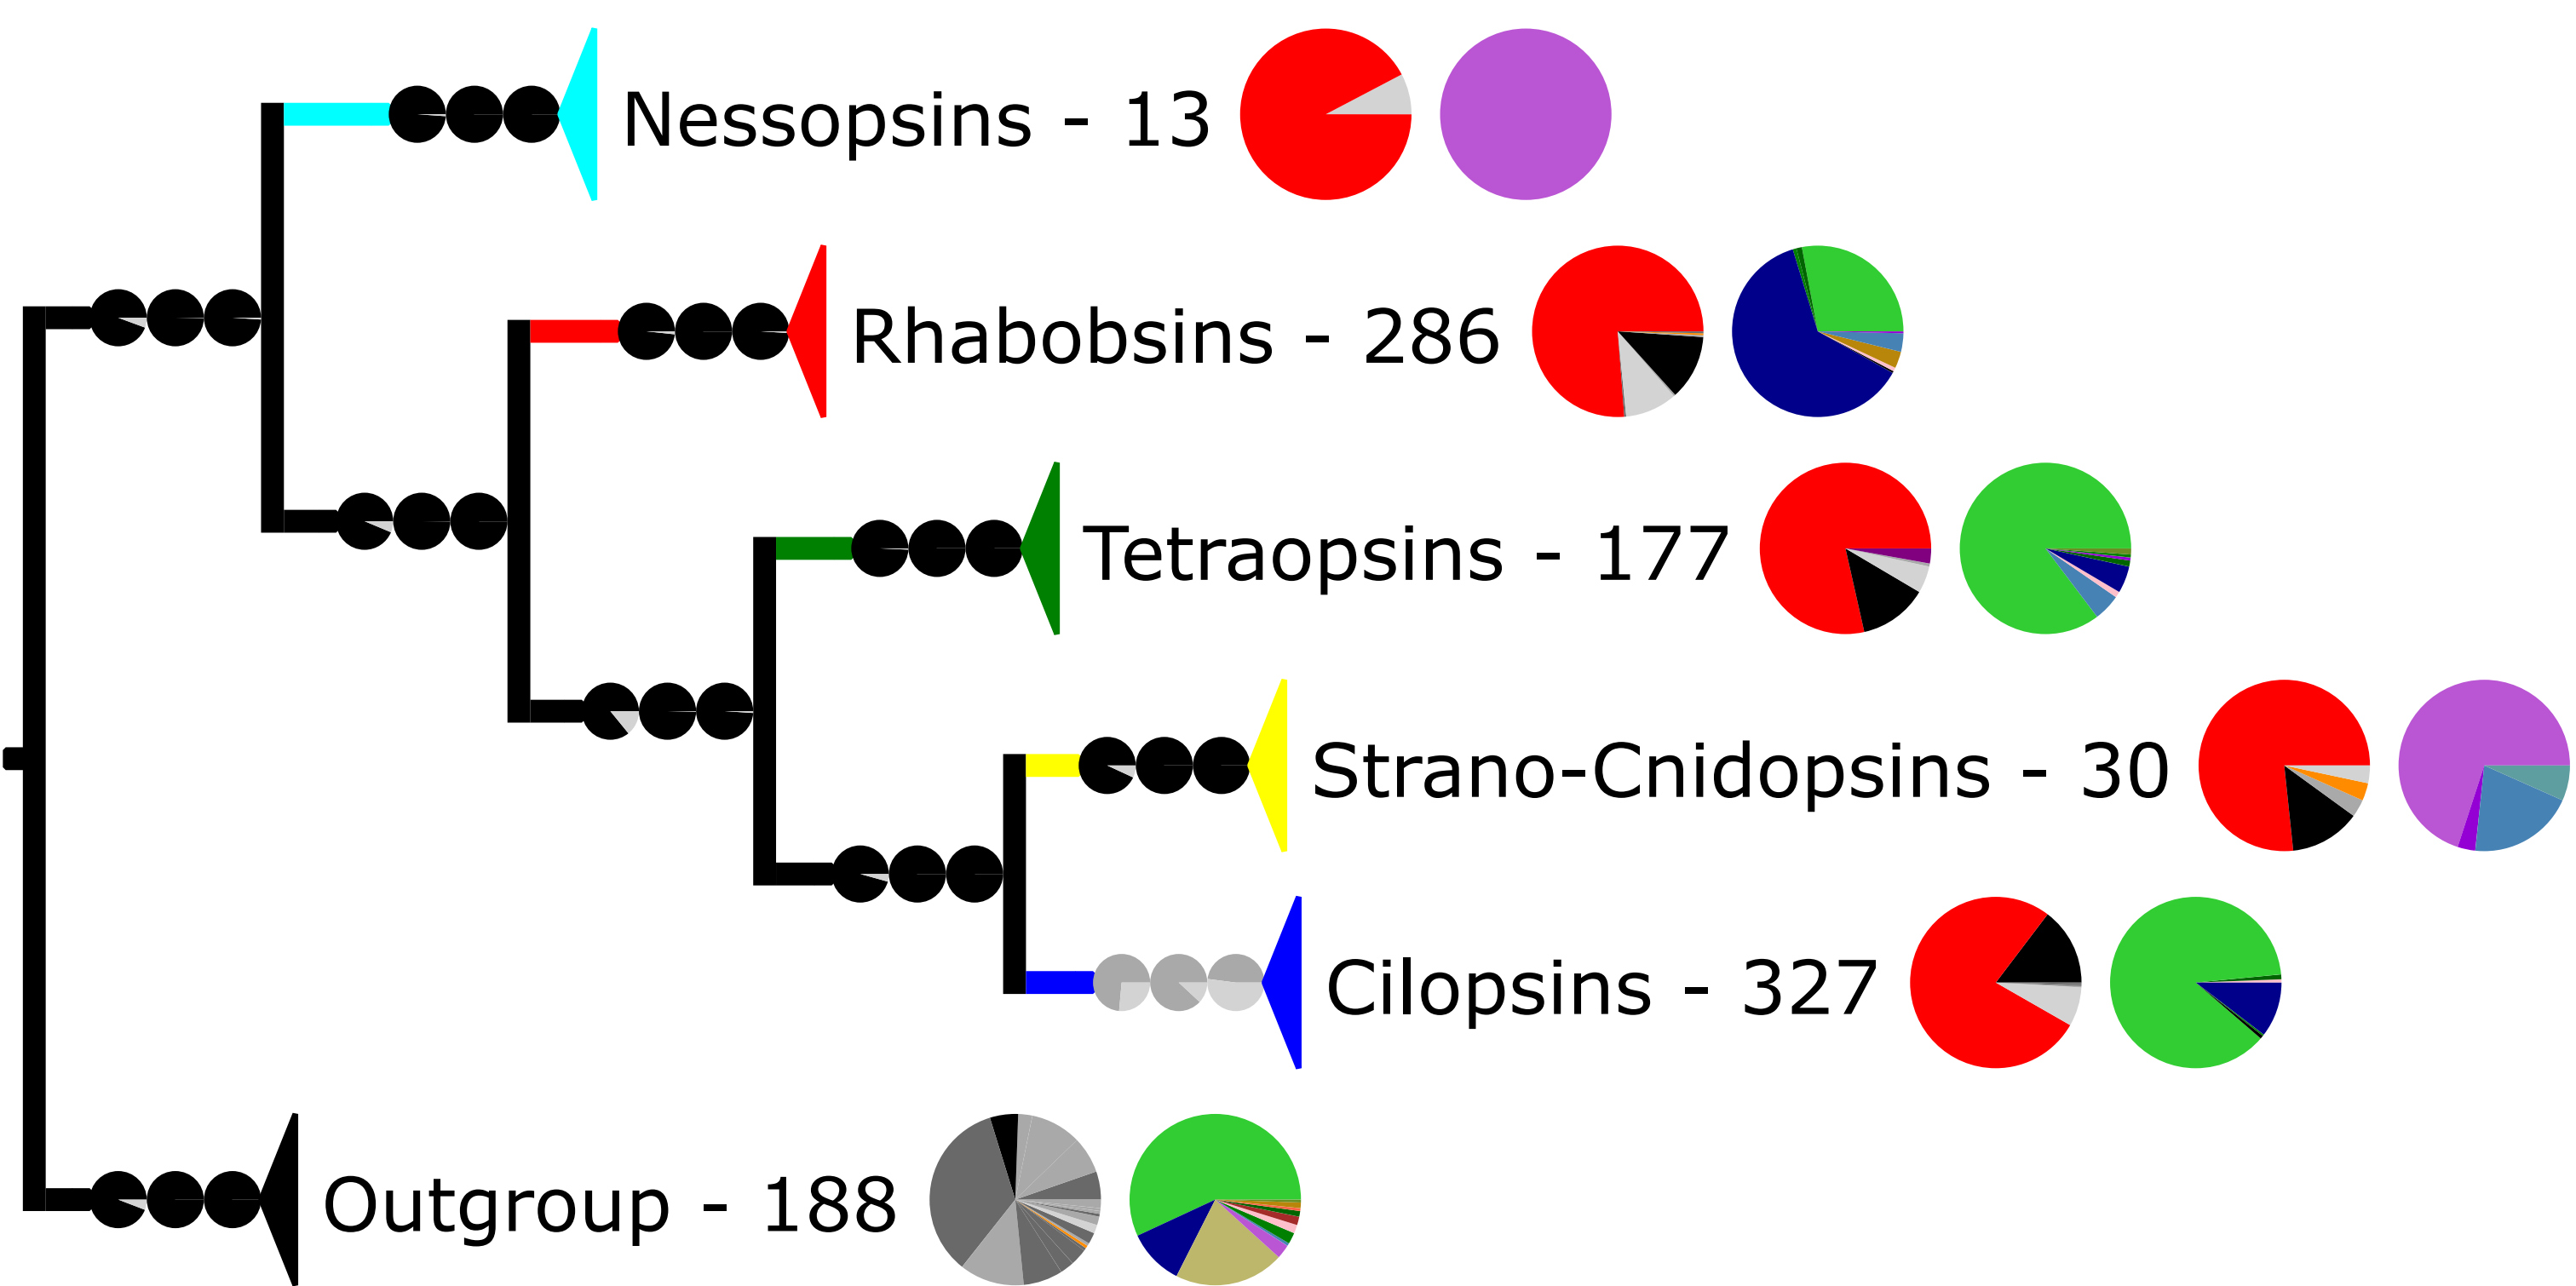 Nessopsins - 13
Rhabobsins - 286
Tetraopsins - 177
Strano-Cnidopsins - 30
Cilopsins - 327
Outgroup - 188